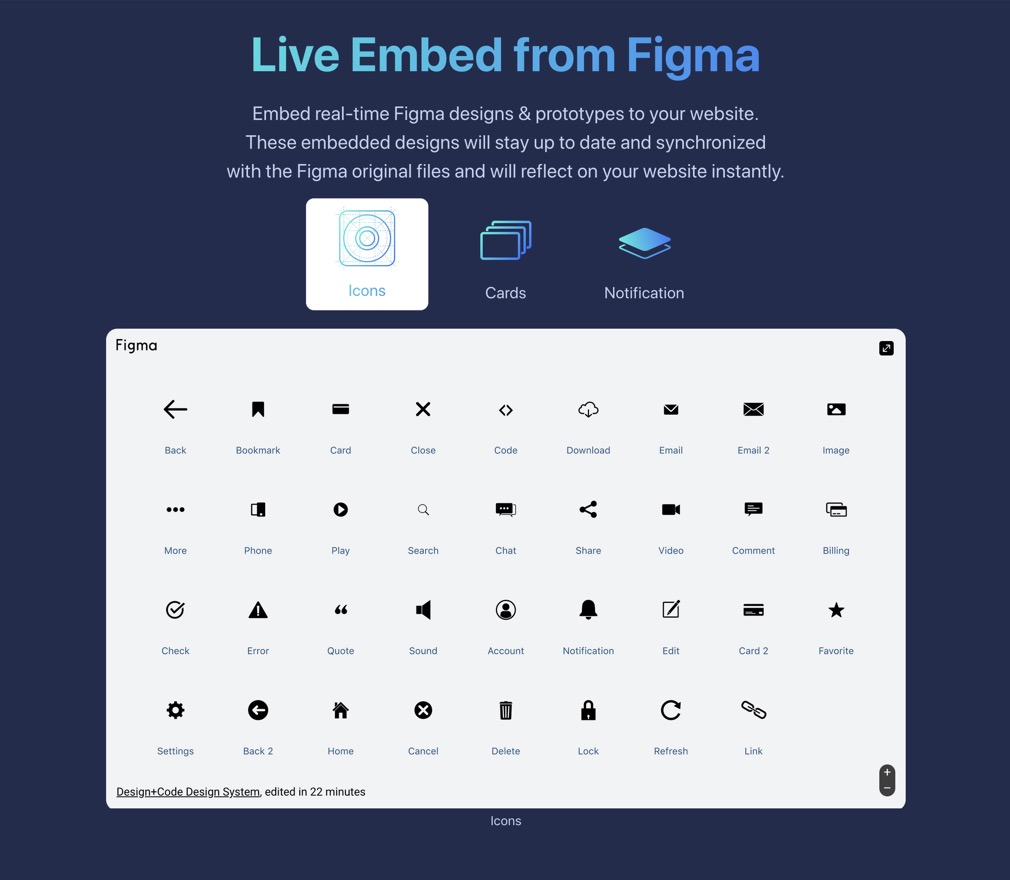 Live Embed from Figma
Embed real-time Figma designs & prototypes to your website.
These embedded designs will stay up to date and synchronized
with the Figma original files and will reflect on your website instantly.
Icons Cards Notification
Figma
Back Bookmark Card Close Code Download Email Email 2 Image
More Phone Play Search Chat Share Video Comment Billing
Check Error Quote Sound Account Notification Edit Card 2 Favorite
Settings Back 2 Home Cancel Delete Lock Refresh Link
Design+Code Design System, edited in 22 minutes
Icons